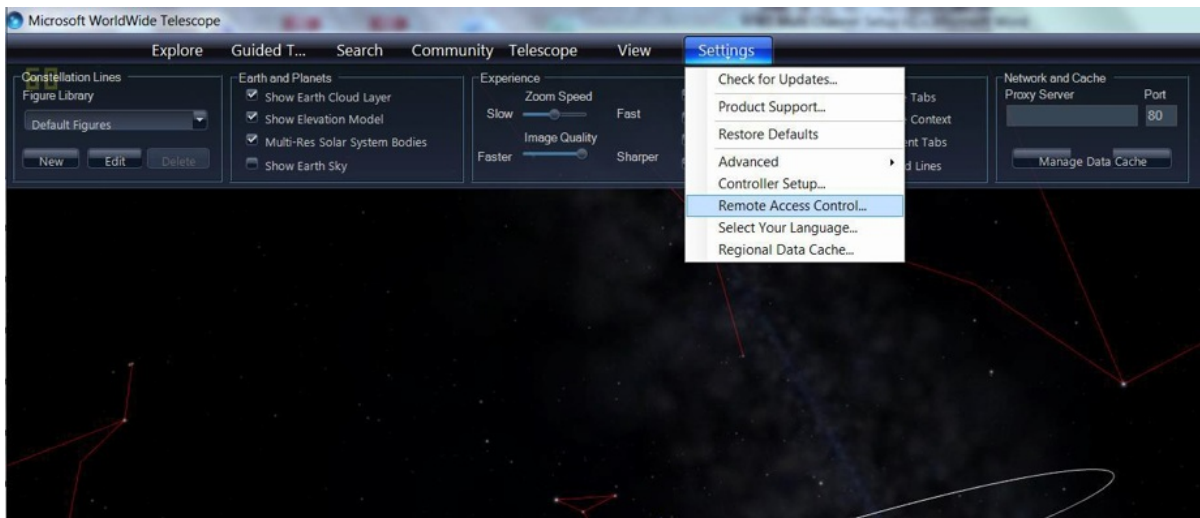 Microsoft WorldWide Telescope
Explore Guided T... Search Community Telescope View Settings
Constellation Lines
Figure Library
Default Figures
New Edit Delete
Earth and Planets
Show Earth Cloud Layer
Show Elevation Model
Multi-Res Solar System Bodies
Show Earth Sky
Experience
Zoom Speed
Slow Fast
Image Quality
Faster Sharper
Check for Updates...
Product Support...
Restore Defaults
Advanced
Controller Setup...
Remote Access Control...
Select Your Language...
Regional Data Cache...
Tabs
Context
Tabs
Lines
Network and Cache
Proxy Server Port
80
Manage Data Cache